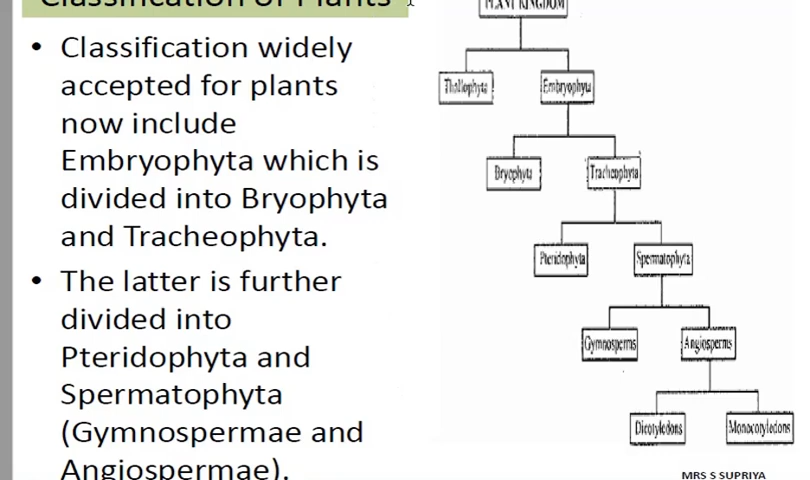 Classification of Plants
• Classification widely
accepted for plants
now include
Embryophyta which is
divided into Bryophyta
and Tracheophyta.
• The latter is further
divided into
Pteridophyta and
Spermatophyta
(Gymnospermae and
Angiospermae).
PLANT KINGDOM
Thallophyta
Embryophyta
Bryophyta
Tracheophyta
Pteridophyta
Spermatophyta
Gymnosperms
Angiosperms
Dicotyledons
Monocotyledons
MRS S SUPRIYA